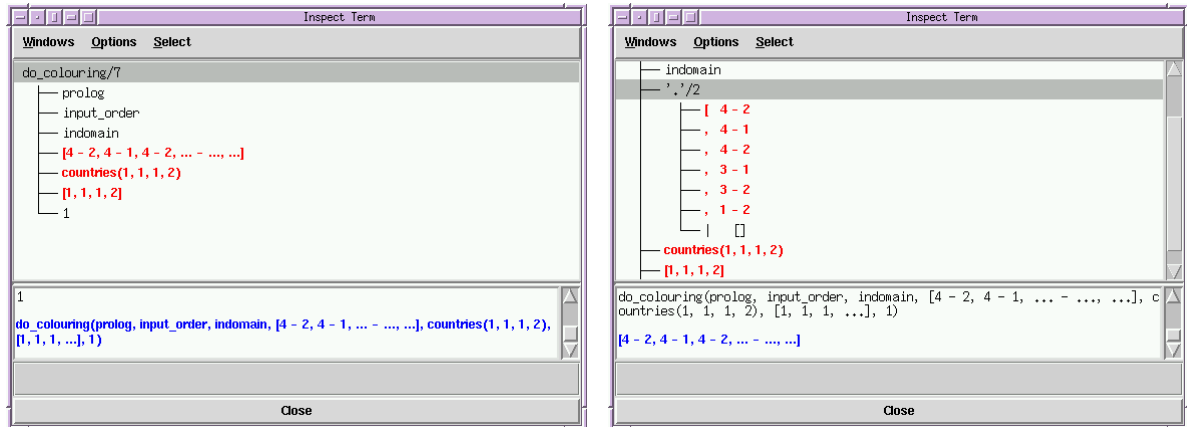 Inspect Term
Windows Options Select
do_colouring/7
prolog
input_order
indomain
[4 - 2, 4 - 1, 4 - 2, ... - ..., ...]
countries(1, 1, 1, 2)
[1, 1, 1, 2]
1
1
do_colouring(prolog, input_order, indomain, [4 - 2, 4 - 1, ... - ..., ...], countries(1, 1, 1, 2),
[1, 1, 1, ...], 1)
Close
Inspect Term
Windows Options Select
indomain
'.'/2
[ 4 - 2
, 4 - 1
, 4 - 2
, 3 - 1
, 3 - 2
, 1 - 2
| []
countries(1, 1, 1, 2)
[1, 1, 1, 2]
do_colouring(prolog, input_order, indomain, [4 - 2, 4 - 1, ... - ..., ...], c
ountries(1, 1, 1, 2), [1, 1, 1, ...], 1)
[4 - 2, 4 - 1, 4 - 2, ... - ..., ...]
Close